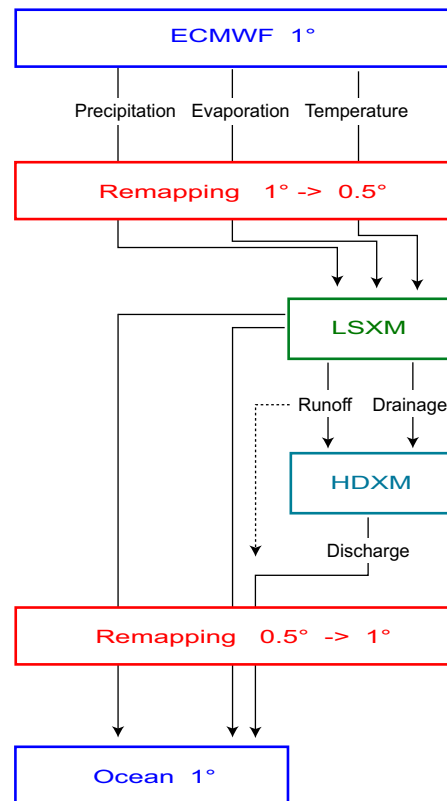 ECMWF 1°
Precipitation Evaporation Temperature
Remapping 1° -> 0.5°
LSXM
Runoff Drainage
HDXM
Discharge
Remapping 0.5° -> 1°
Ocean 1°